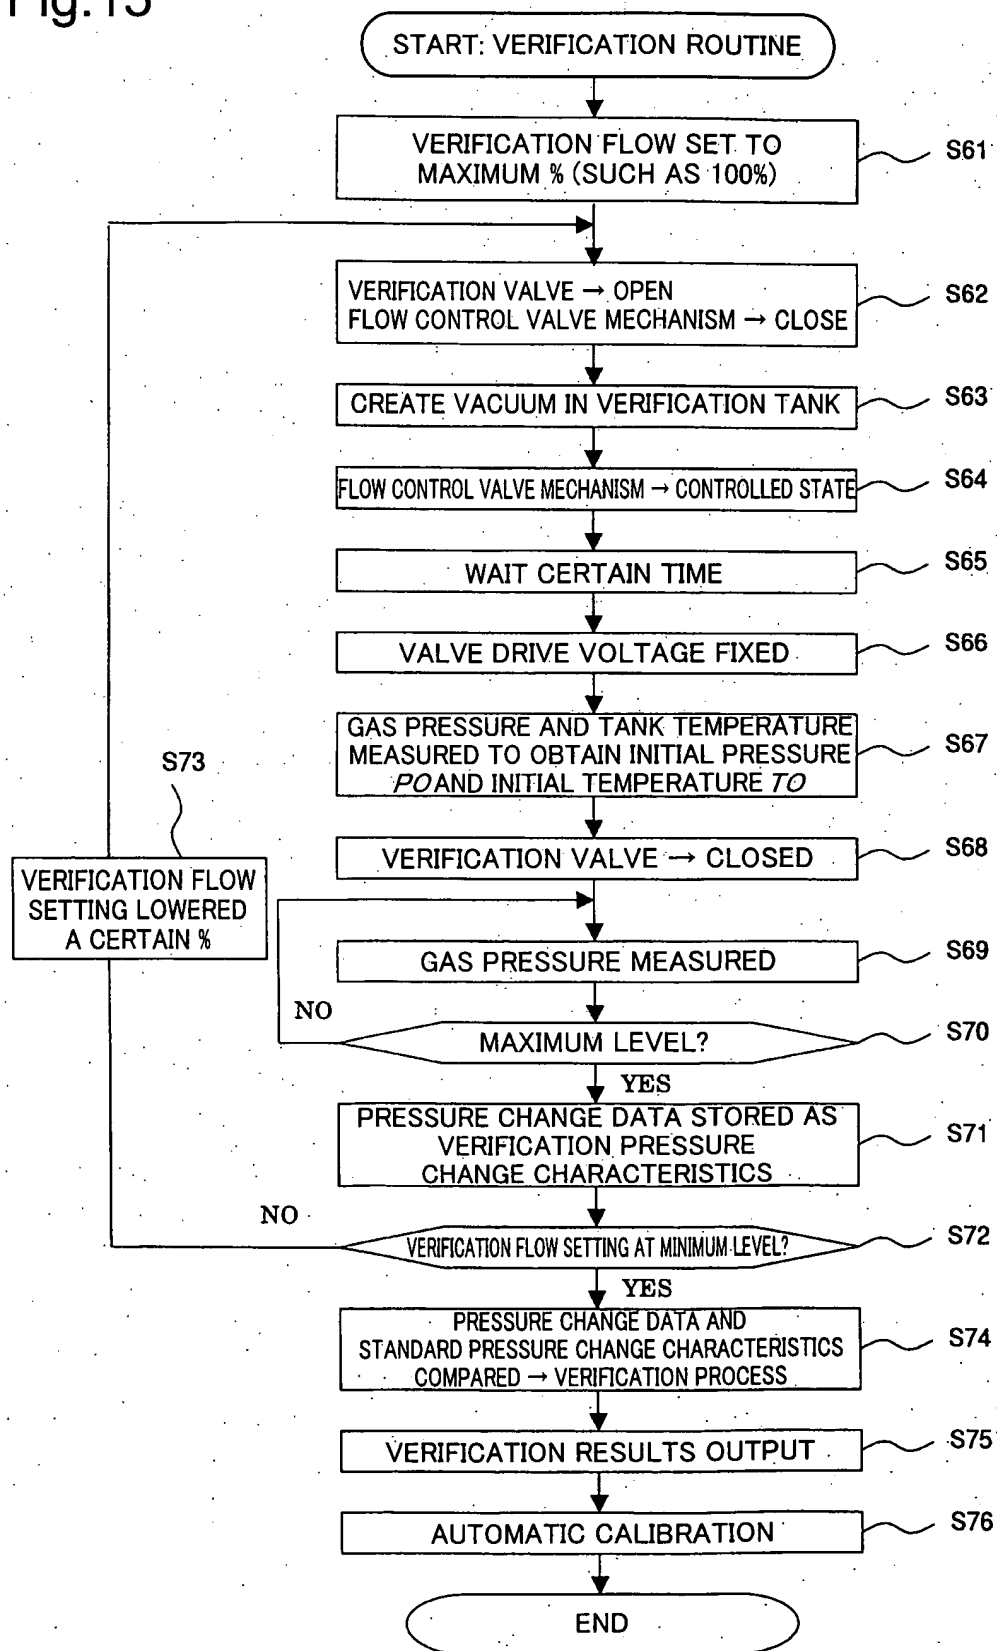 Fig.13
START: VERIFICATION ROUTINE
VERIFICATION FLOW SET TO
MAXIMUM % (SUCH AS 100%)
S61
VERIFICATION VALVE → OPEN
FLOW CONTROL VALVE MECHANISM → CLOSE
S62
CREATE VACUUM IN VERIFICATION TANK
S63
FLOW CONTROL VALVE MECHANISM → CONTROLLED STATE
S64
WAIT CERTAIN TIME
S65
VALVE DRIVE VOLTAGE FIXED
S66
GAS PRESSURE AND TANK TEMPERATURE
MEASURED TO OBTAIN INITIAL PRESSURE
PO AND INITIAL TEMPERATURE TO
S67
S73
VERIFICATION FLOW
SETTING LOWERED
A CERTAIN %
VERIFICATION VALVE → CLOSED
S68
GAS PRESSURE MEASURED
S69
NO
MAXIMUM LEVEL?
S70
YES
PRESSURE CHANGE DATA STORED AS
VERIFICATION PRESSURE
CHANGE CHARACTERISTICS
S71
NO
VERIFICATION FLOW SETTING AT MINIMUM LEVEL?
S72
YES
PRESSURE CHANGE DATA AND
STANDARD PRESSURE CHANGE CHARACTERISTICS
COMPARED → VERIFICATION PROCESS
S74
VERIFICATION RESULTS OUTPUT
S75
AUTOMATIC CALIBRATION
S76
END